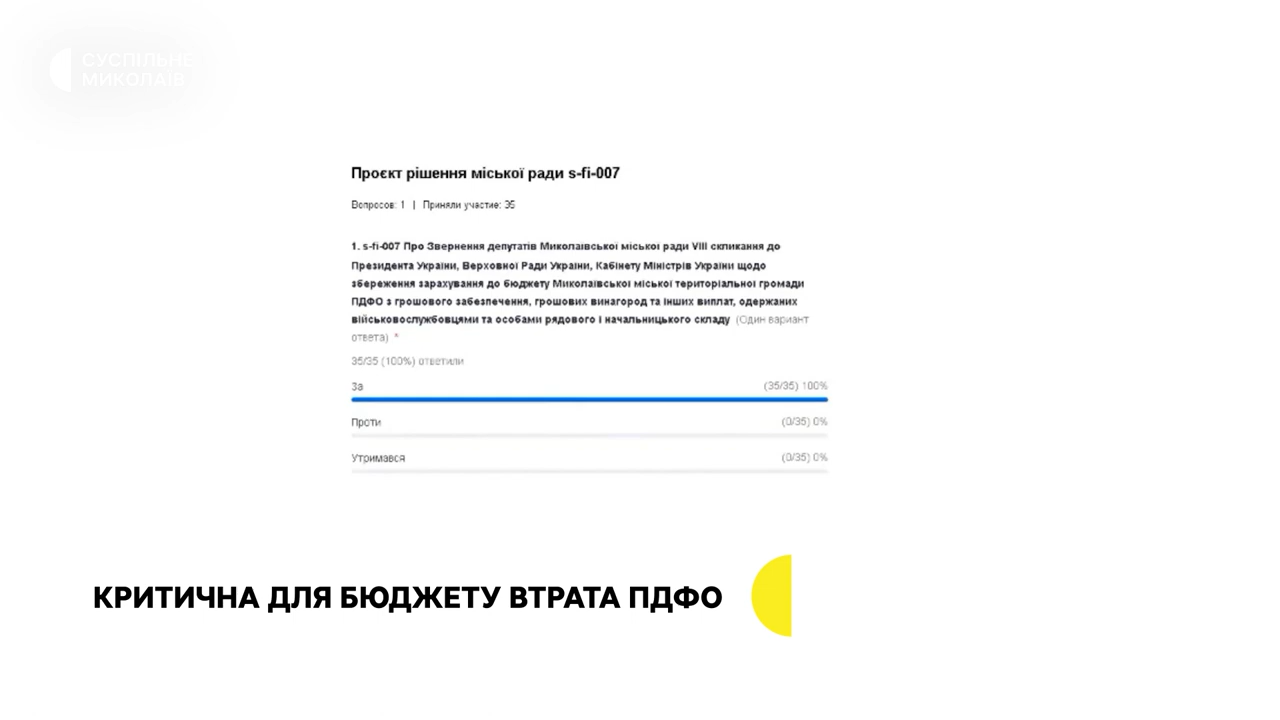 СУСПІЛЬНЕ
МИКОЛАЇВ
Проєкт рішення міської ради s-fi-007
Вопросов: 1 | Приняли участие: 35
1. s-fi-007 Про Звернення депутатів Миколаївської міської ради VIII скликання до
Президента України, Верховної Ради України, Кабінету Міністрів України щодо
збереження зарахування до бюджету Миколаївської міської територіальної громади
ПДФО з грошового забезпечення, грошових винагород та інших виплат, одержаних
військовослужбовцями та особами рядового і начальницького складу (Один вариант
ответа) *
35/35 (100%) ответили
За (35/35) 100%
Проти (0/35) 0%
Утримався (0/35) 0%
КРИТИЧНА ДЛЯ БЮДЖЕТУ ВТРАТА ПДФО